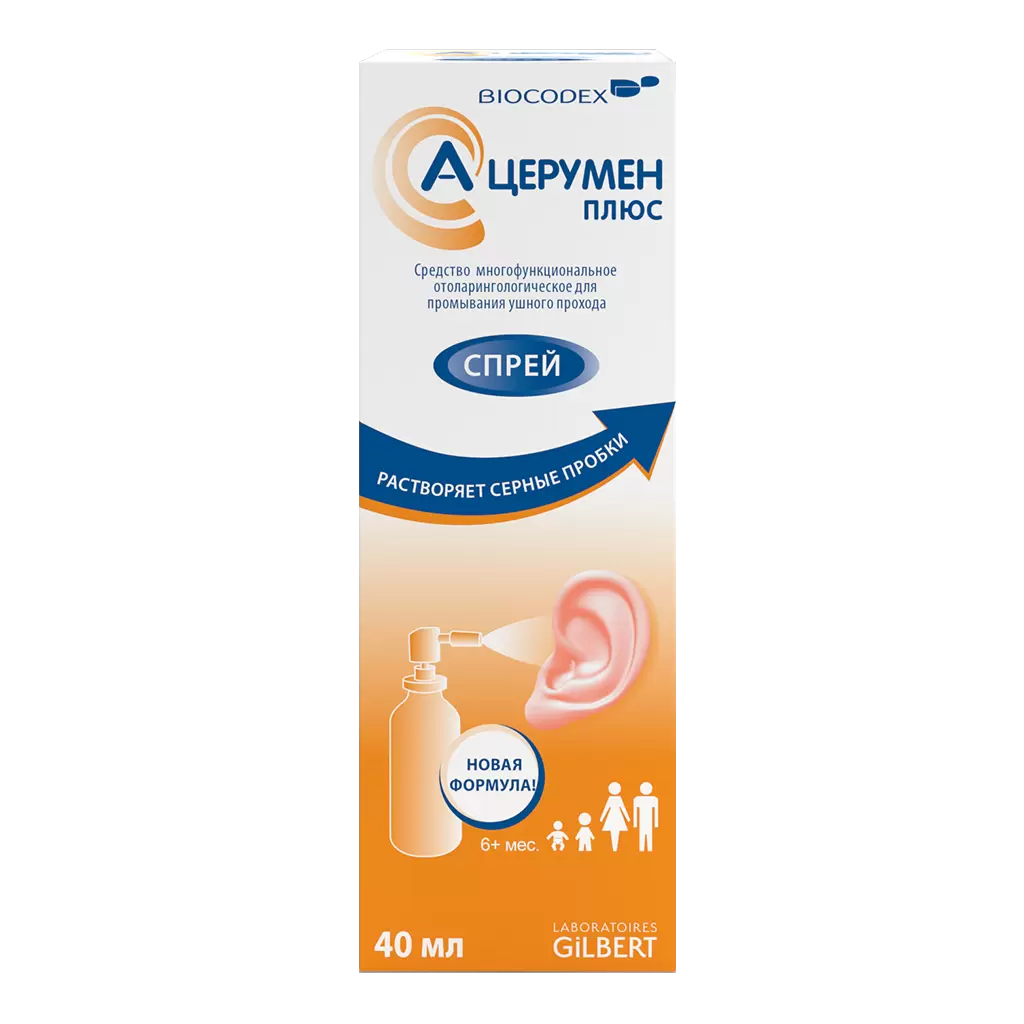 BIOCODEX
АЦЕРУМЕН
ПЛЮС
Средство многофункциональное
отоларингологическое для
промывания ушного прохода
СПРЕЙ
РАСТВОРЯЕТ СЕРНЫЕ ПРОБКИ
НОВАЯ
ФОРМУЛА!
6+ мес.
40 мл
LABORATOIRES
GiLBERT